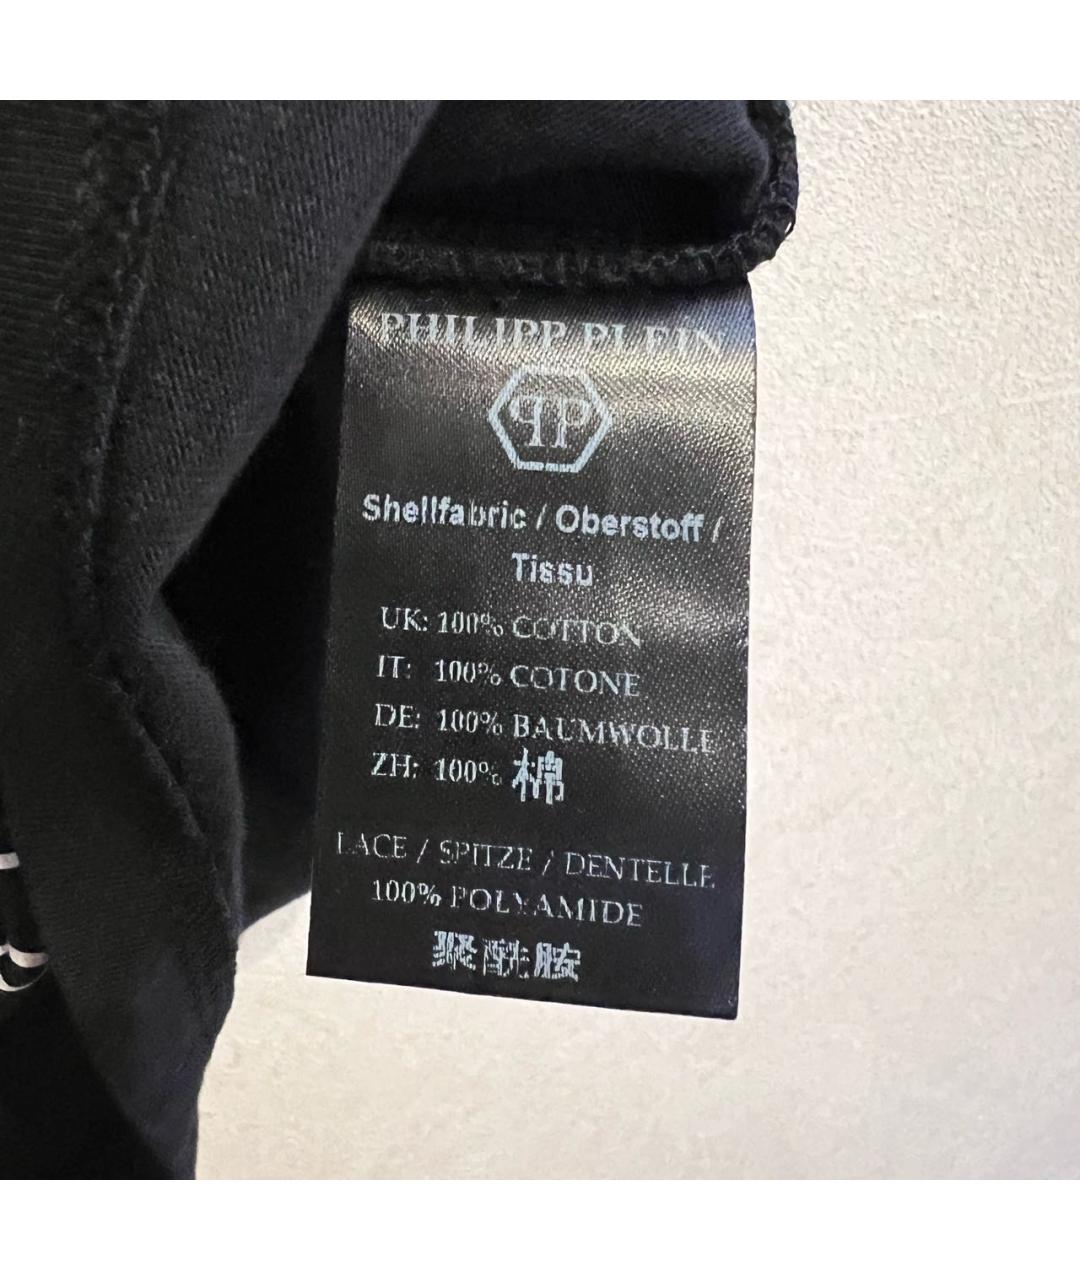 PHILIPP PLEIN
PP
Shellfabric / Oberstoff /
Tissu
UK: 100% COTTON
IT: 100% COTONE
DE: 100% BAUMWOLLE
ZH: 100% 棉
LACE / SPITZE / DENTELLE
100% POLYAMIDE
聚酰胺